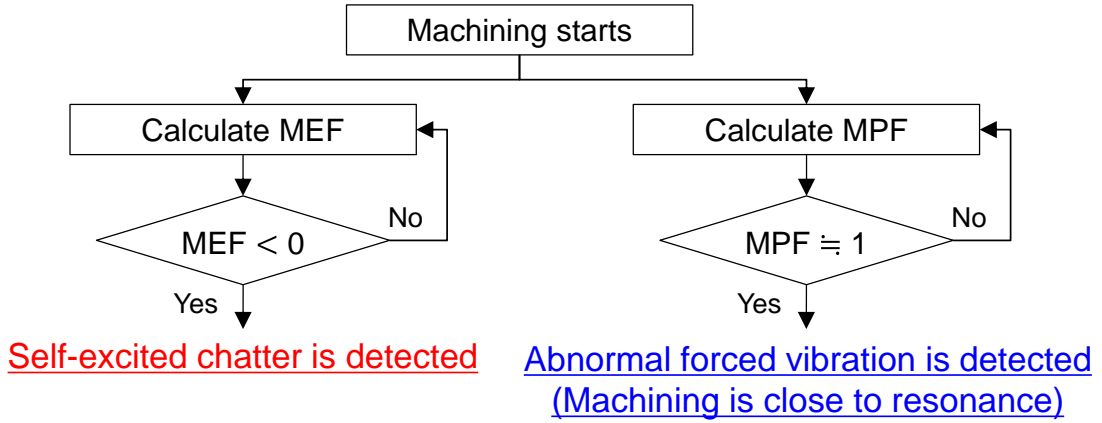 Machining starts
Calculate MEF
Calculate MPF
No
No
MEF < 0
MPF ≒ 1
Yes
Yes
Self-excited chatter is detected
Abnormal forced vibration is detected
(Machining is close to resonance)